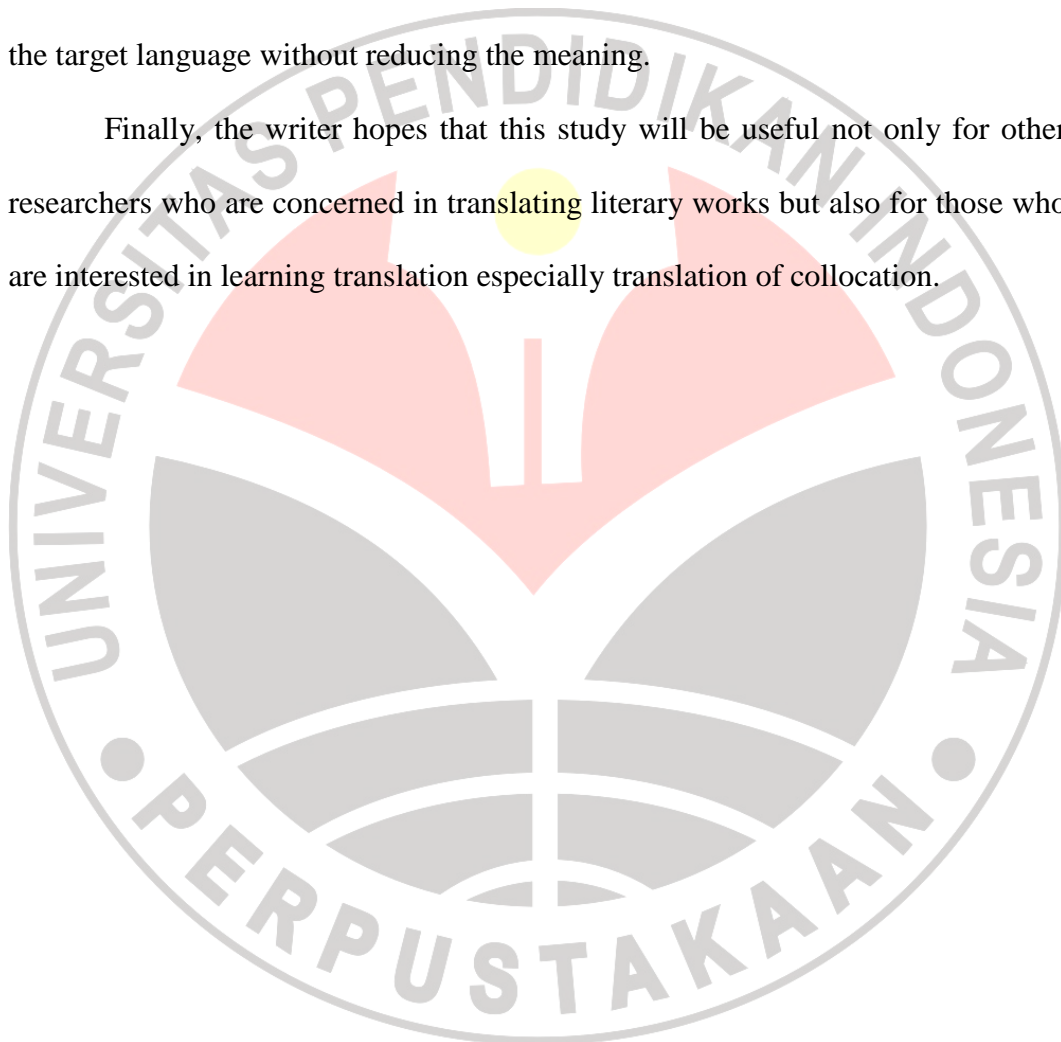 the target language without reducing the meaning.
Finally, the writer hopes that this study will be useful not only for other
researchers who are concerned in translating literary works but also for those who
are interested in learning translation especially translation of collocation.
UNIVERSITAS PENDIDIKAN INDONESIA
PERPUSTAKAAN